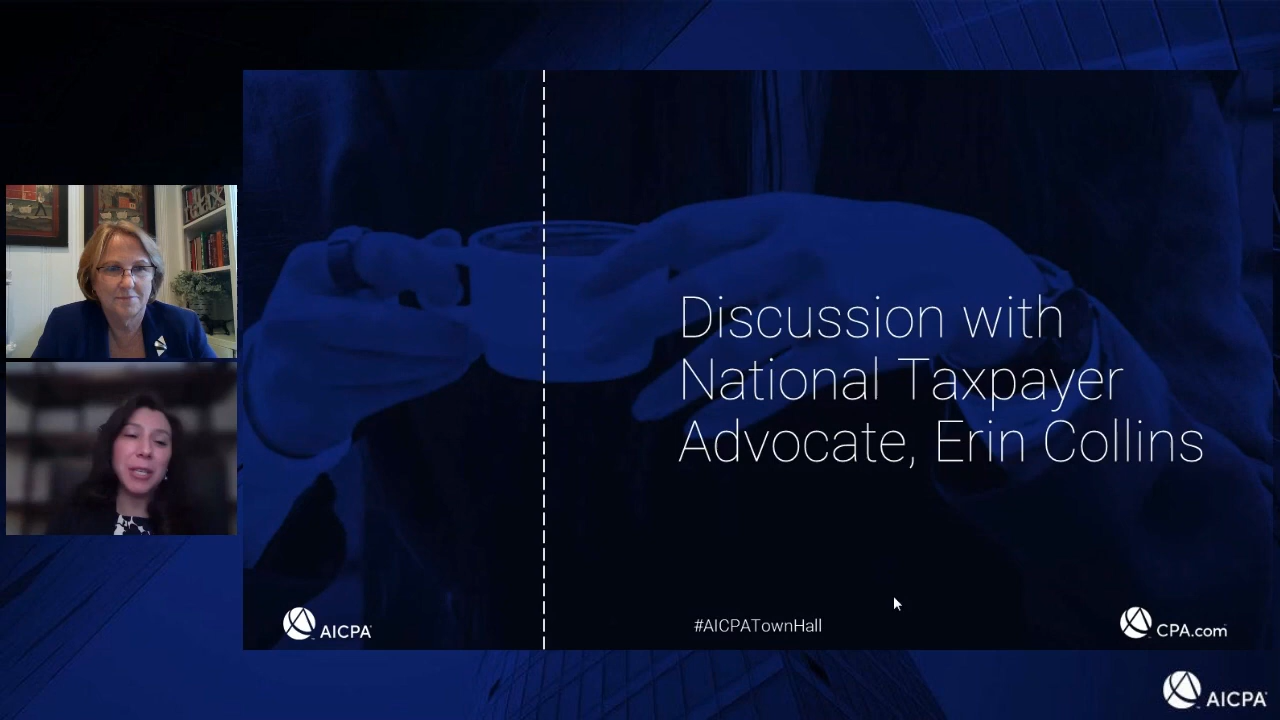 Discussion with
National Taxpayer
Advocate, Erin Collins
AICPA
#AICPATownHall
CPA.com
AICPA